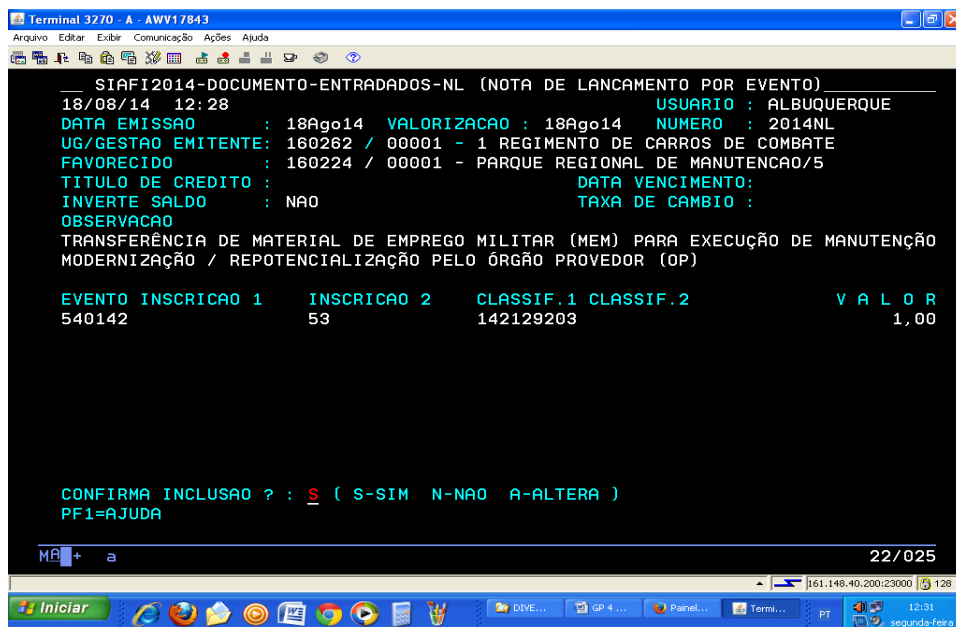 Terminal 3270 - A - AWV17843
Arquivo Editar Exibir Comunicação Ações Ajuda
__ SIAFI2014-DOCUMENTO-ENTRADADOS-NL (NOTA DE LANCAMENTO POR EVENTO)________
18/08/14 12:28 USUARIO : ALBUQUERQUE
DATA EMISSAO : 18Ago14 VALORIZACAO : 18Ago14 NUMERO : 2014NL
UG/GESTAO EMITENTE: 160262 / 00001 - 1 REGIMENTO DE CARROS DE COMBATE
FAVORECIDO : 160224 / 00001 - PARQUE REGIONAL DE MANUTENCAO/5
TITULO DE CREDITO : DATA VENCIMENTO:
INVERTE SALDO : NAO TAXA DE CAMBIO :
OBSERVACAO
TRANSFERÊNCIA DE MATERIAL DE EMPREGO MILITAR (MEM) PARA EXECUÇÃO DE MANUTENÇÃO
MODERNIZAÇÃO / REPOTENCIALIZAÇÃO PELO ÓRGÃO PROVEDOR (OP)
EVENTO INSCRICAO 1 INSCRICAO 2 CLASSIF.1 CLASSIF.2 V A L O R
540142 53 142129203 1,00
CONFIRMA INCLUSAO ? : S ( S-SIM N-NAO A-ALTERA )
PF1=AJUDA
MA + a 22/025
161.148.40.200:23000 128
Iniciar DIVE... GP 4 ... Painel... Termi... PT 12:31
segunda-feira